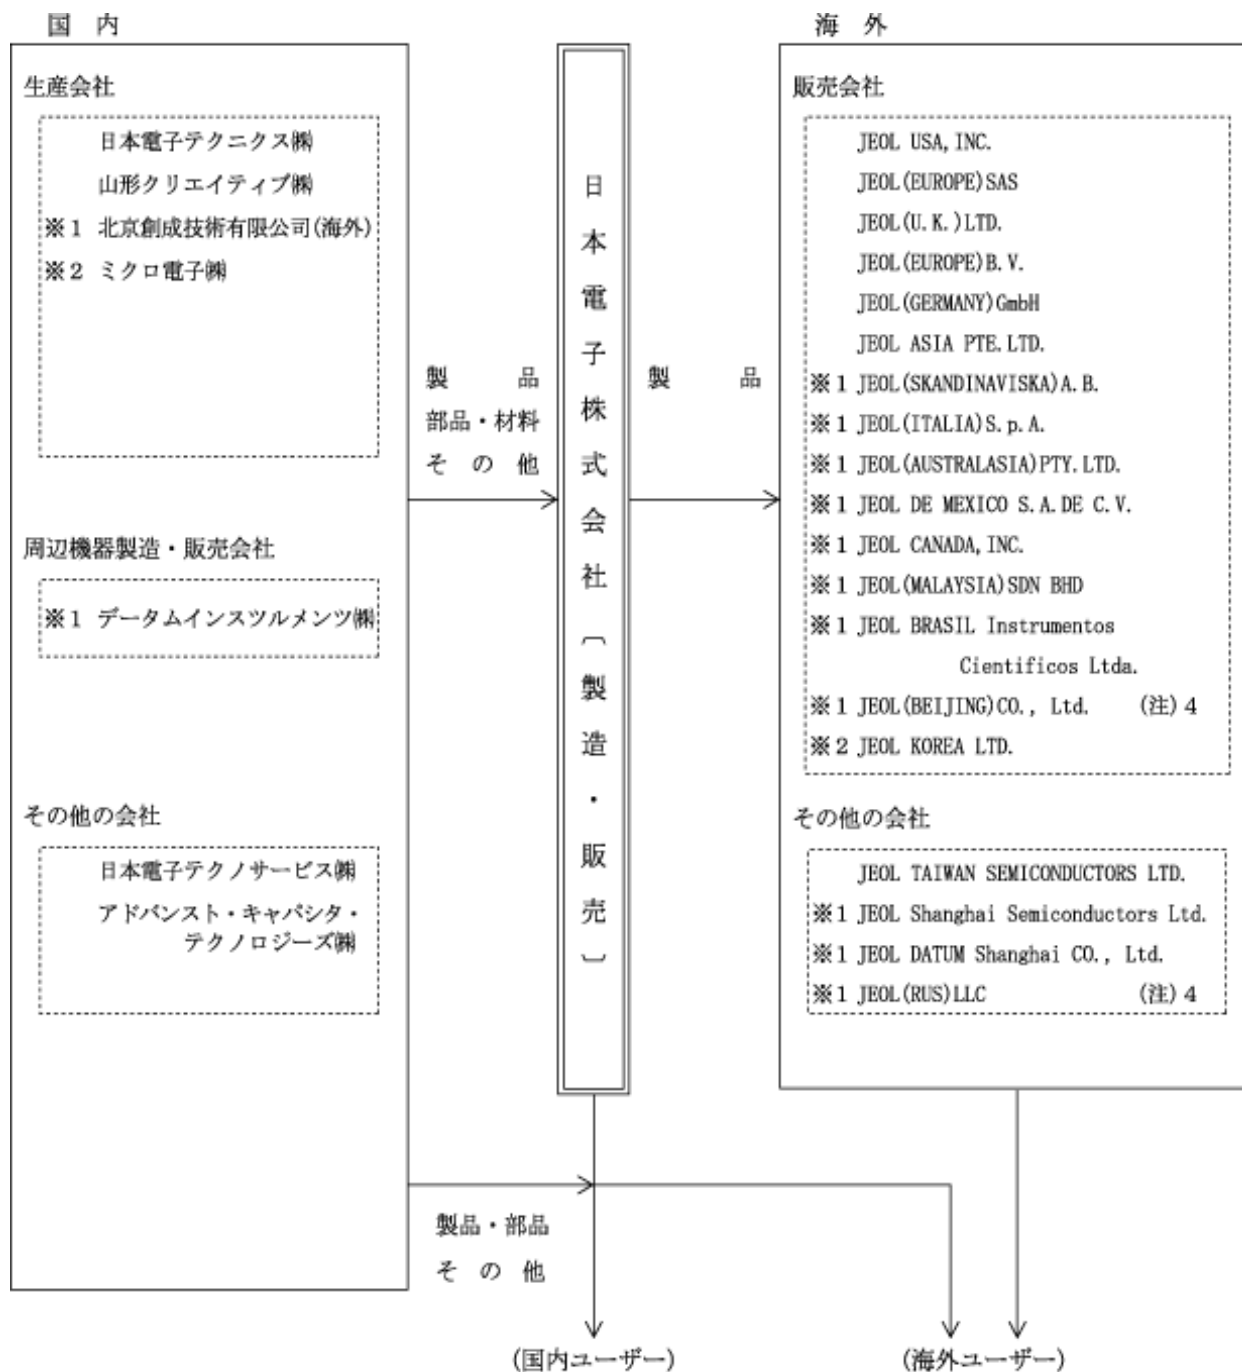 国 内
生産会社
日本電子テクニクス㈱
山形クリエイティブ㈱
※1 北京創成技術有限公司(海外)
※2 ミクロ電子㈱
周辺機器製造・販売会社
※1 データムインスツルメンツ㈱
その他の会社
日本電子テクノサービス㈱
アドバンスト・キャパシタ・
テクノロジーズ㈱
製 品
部品・材料
そ の 他
日本電子株式会社〔製造・販売〕
製 品
海 外
販売会社
JEOL USA,INC.
JEOL(EUROPE)SAS
JEOL(U.K.)LTD.
JEOL(EUROPE)B.V.
JEOL(GERMANY)GmbH
JEOL ASIA PTE.LTD.
※1 JEOL(SKANDINAVISKA)A.B.
※1 JEOL(ITALIA)S.p.A.
※1 JEOL(AUSTRALASIA)PTY.LTD.
※1 JEOL DE MEXICO S.A.DE C.V.
※1 JEOL CANADA,INC.
※1 JEOL(MALAYSIA)SDN BHD
※1 JEOL BRASIL Instrumentos
Cientificos Ltda.
※1 JEOL(BEIJING)CO., Ltd. (注)4
※2 JEOL KOREA LTD.
その他の会社
JEOL TAIWAN SEMICONDUCTORS LTD.
※1 JEOL Shanghai Semiconductors Ltd.
※1 JEOL DATUM Shanghai CO., Ltd.
※1 JEOL(RUS)LLC (注)4
製品・部品
そ の 他
(国内ユーザー)
(海外ユーザー)